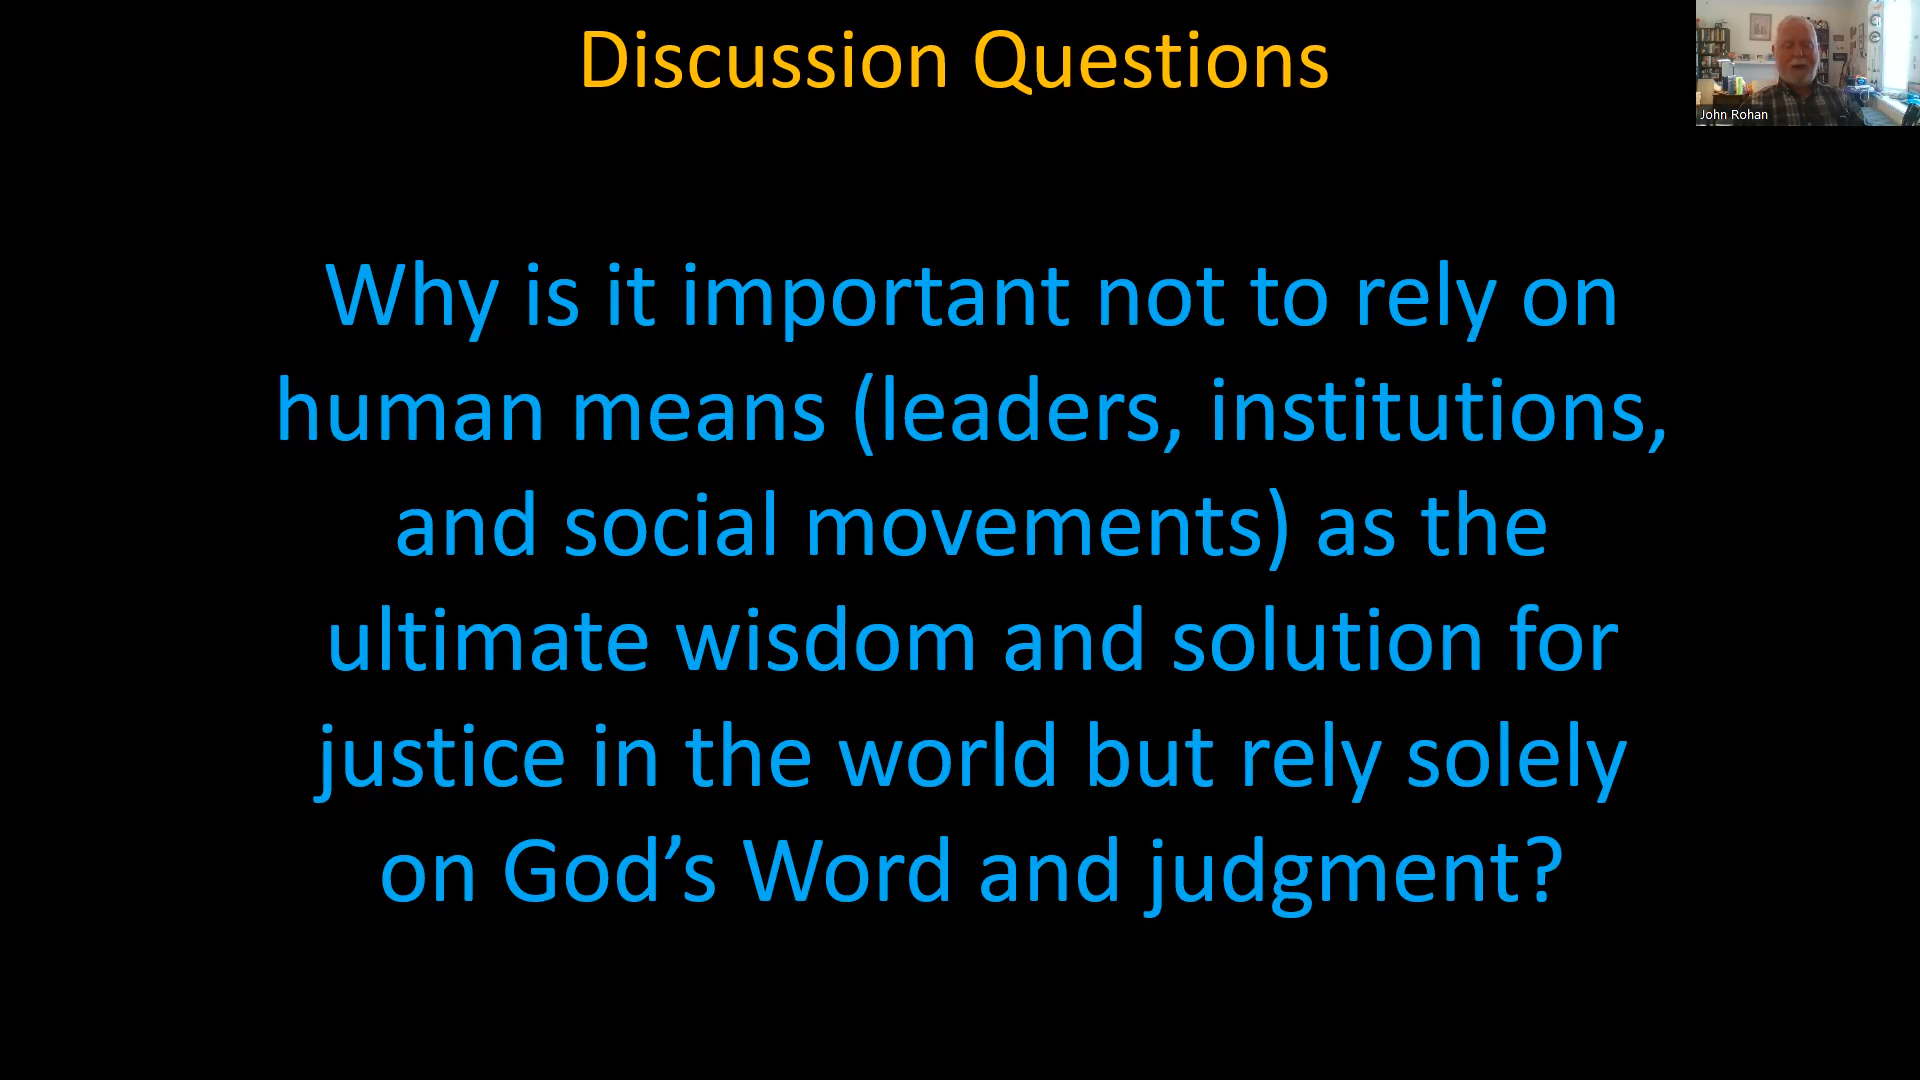 Discussion Questions
John Rohan
Why is it important not to rely on
human means (leaders, institutions,
and social movements) as the
ultimate wisdom and solution for
justice in the world but rely solely
on God’s Word and judgment?